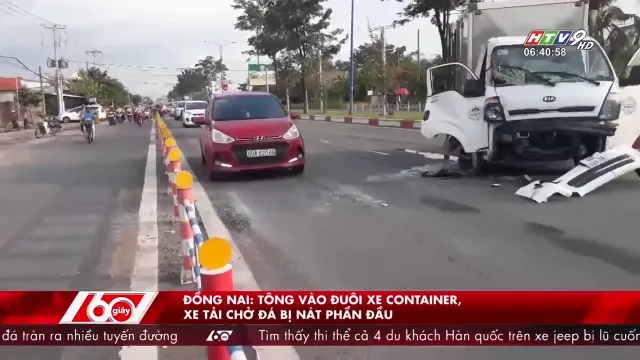 HTV9 HD
06:40:58
KIA
60 giây
ĐỒNG NAI: TÔNG VÀO ĐUÔI XE CONTAINER,
XE TẢI CHỞ ĐÁ BỊ NÁT PHẦN ĐẦU
đá tràn ra nhiều tuyến đường
Tìm thấy thi thể cả 4 du khách Hàn quốc trên xe jeep bị lũ cuốn